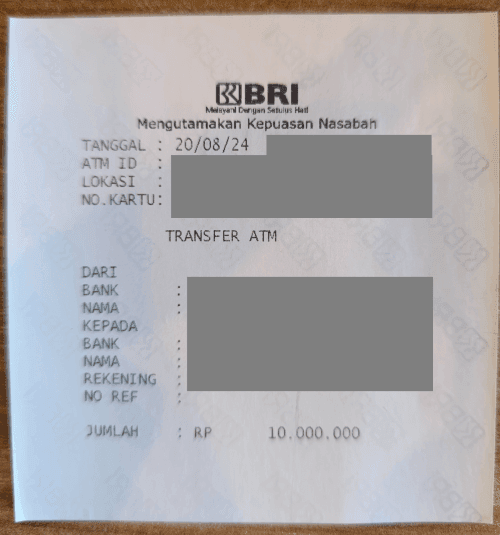 BRI
Melayani Dengan Setulus Hati
Mengutamakan Kepuasan Nasabah
TANGGAL : 20/08/24
ATM ID :
LOKASI :
NO.KARTU:
TRANSFER ATM
DARI
BANK :
NAMA :
KEPADA
BANK :
NAMA :
REKENING :
NO REF :
JUMLAH : RP 10.000.000